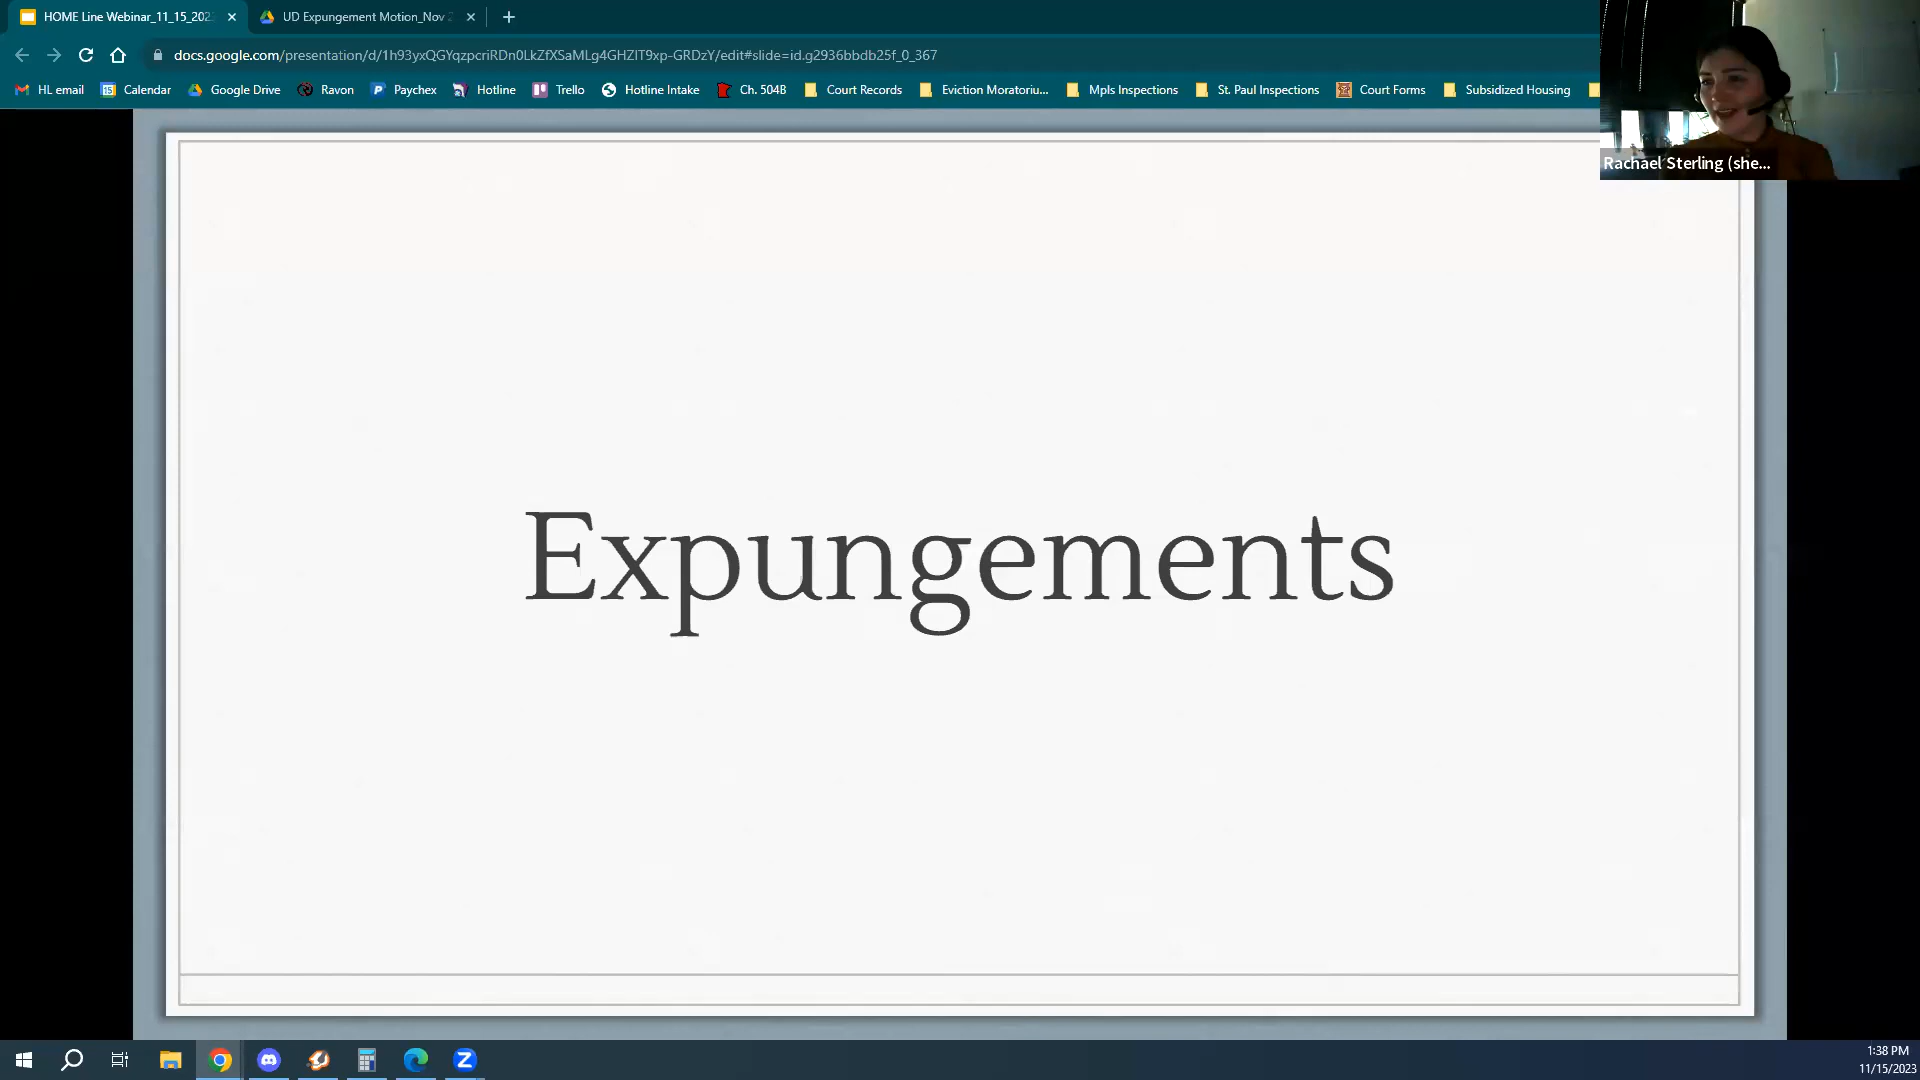 HOME Line Webinar_11_15_202
UD Expungement Motion_Nov 2
docs.google.com/presentation/d/1h93yxQGYqzpcriRDn0LkZfXSaMLg4GHZlT9xp-GRDzY/edit#slide=id.g2936bbdb25f_0_367
HL email Calendar Google Drive Ravon Paychex Hotline Trello Hotline Intake Ch. 504B Court Records Eviction Moratoriu... Mpls Inspections St. Paul Inspections Court Forms Subsidized Housing
Rachael Sterling (she...
Expungements
1:38 PM
11/15/2023